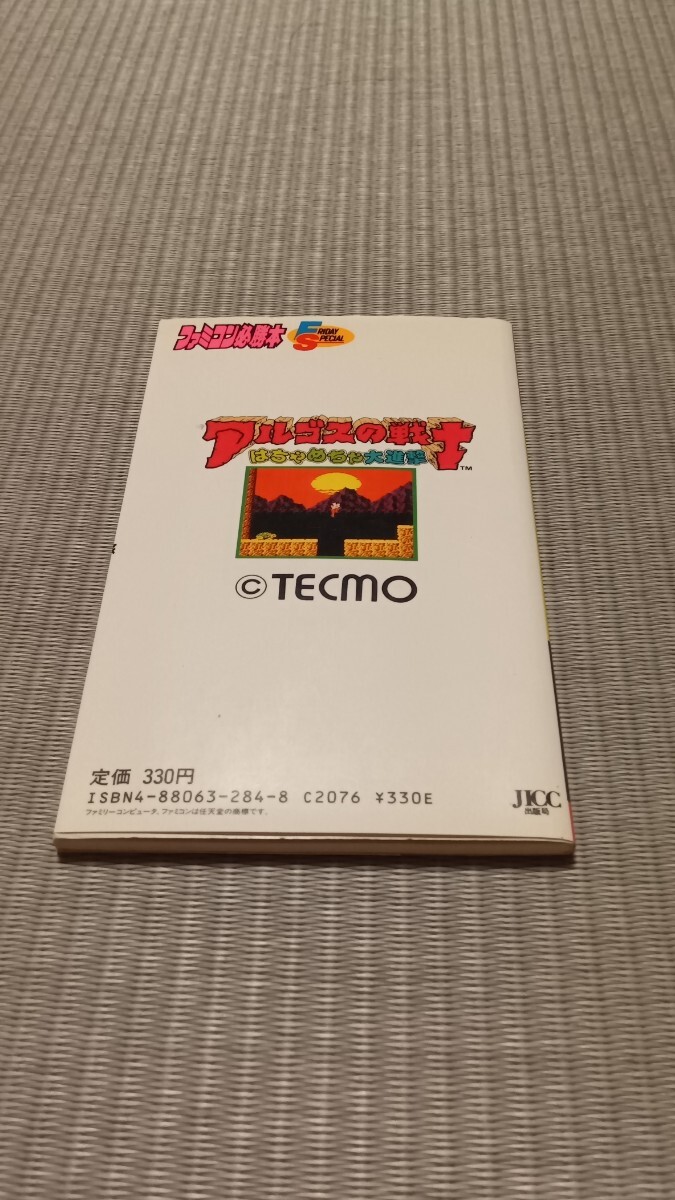 ファミコン必勝本 FRIDAY SPECIAL
アルゴスの戦士
はちゃめちゃ大進撃 TM
©TECMO
定価 330円
ISBN4-88063-284-8 C2076 ¥330E
ファミリーコンピュータ、ファミコンは任天堂の商標です。
JICC
出版局